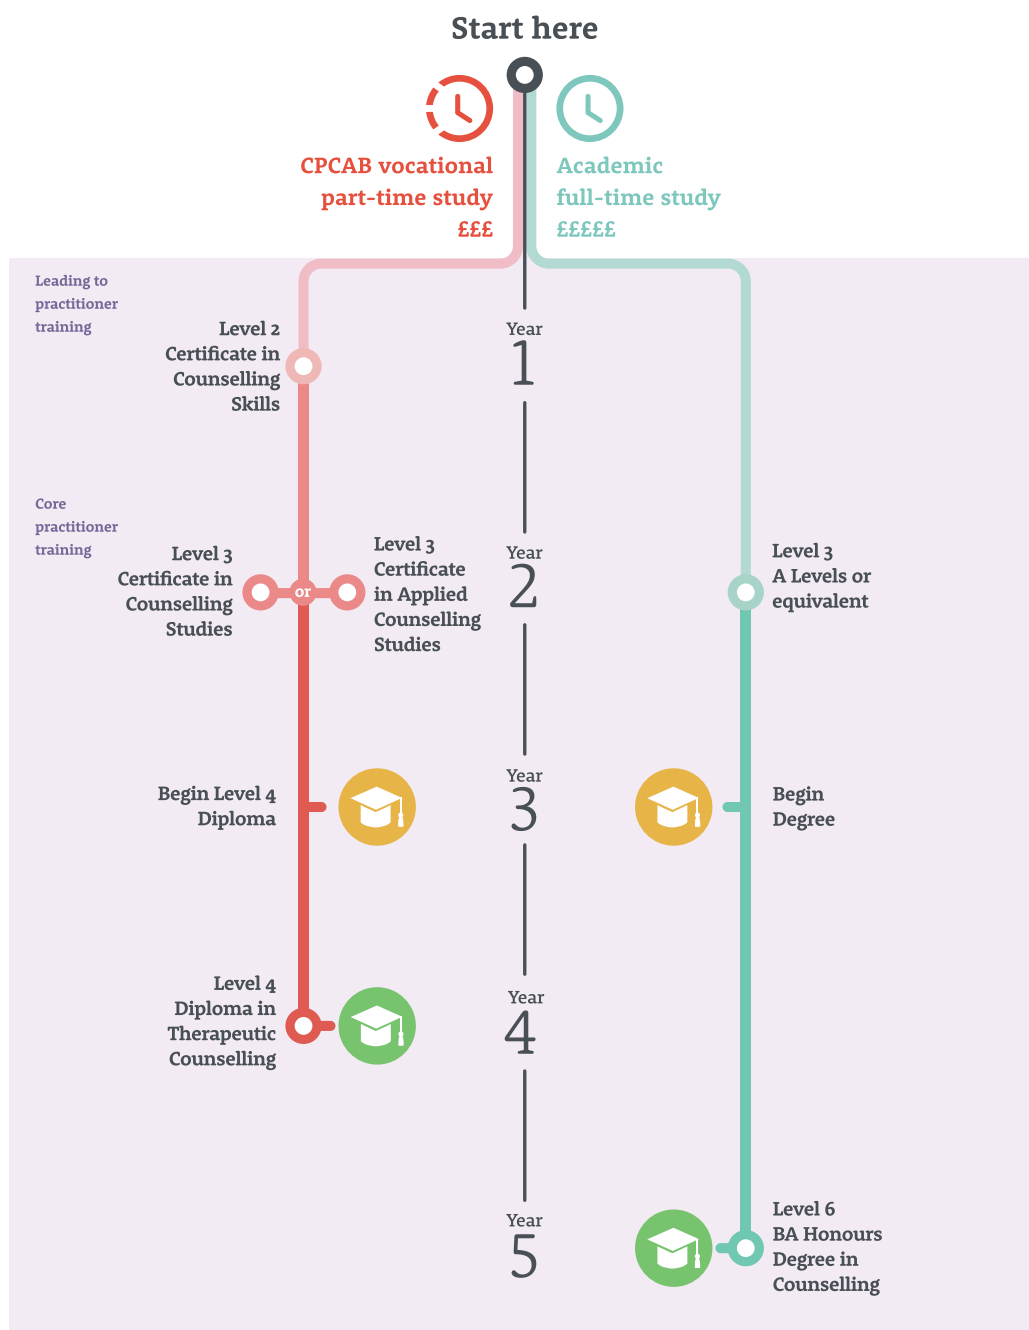 Start here
CPCAB vocational
part-time study
£££
Academic
full-time study
£££££
Leading to
practitioner
training
Level 2
Certificate in
Counselling
Skills
Year
1
Core
practitioner
training
Level 3
Certificate in
Counselling
Studies
or
Level 3
Certificate
in Applied
Counselling
Studies
Year
2
Level 3
A Levels or
equivalent
Begin Level 4
Diploma
Year
3
Begin
Degree
Level 4
Diploma in
Therapeutic
Counselling
Year
4
Year
5
Level 6
BA Honours
Degree in
Counselling